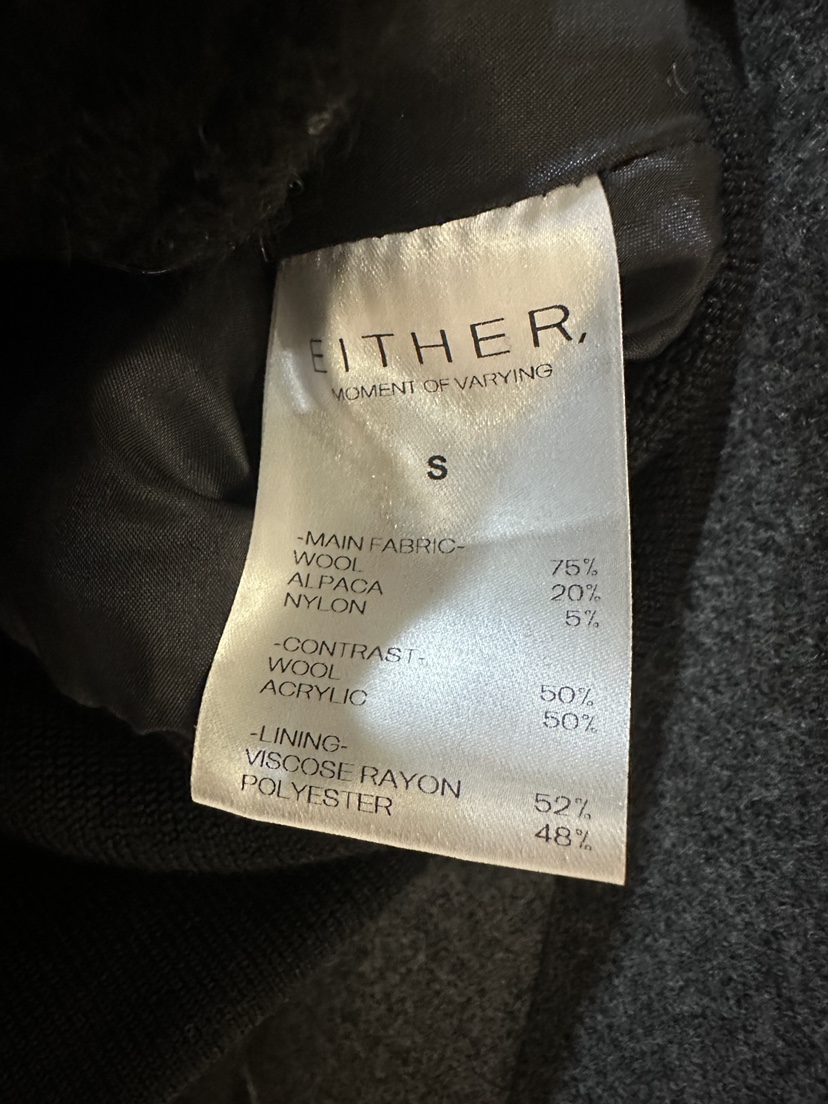 EITHER,
MOMENT OF VARYING
S
-MAIN FABRIC-
WOOL 75%
ALPACA 20%
NYLON 5%
-CONTRAST-
WOOL 50%
ACRYLIC 50%
-LINING-
VISCOSE RAYON 52%
POLYESTER 48%